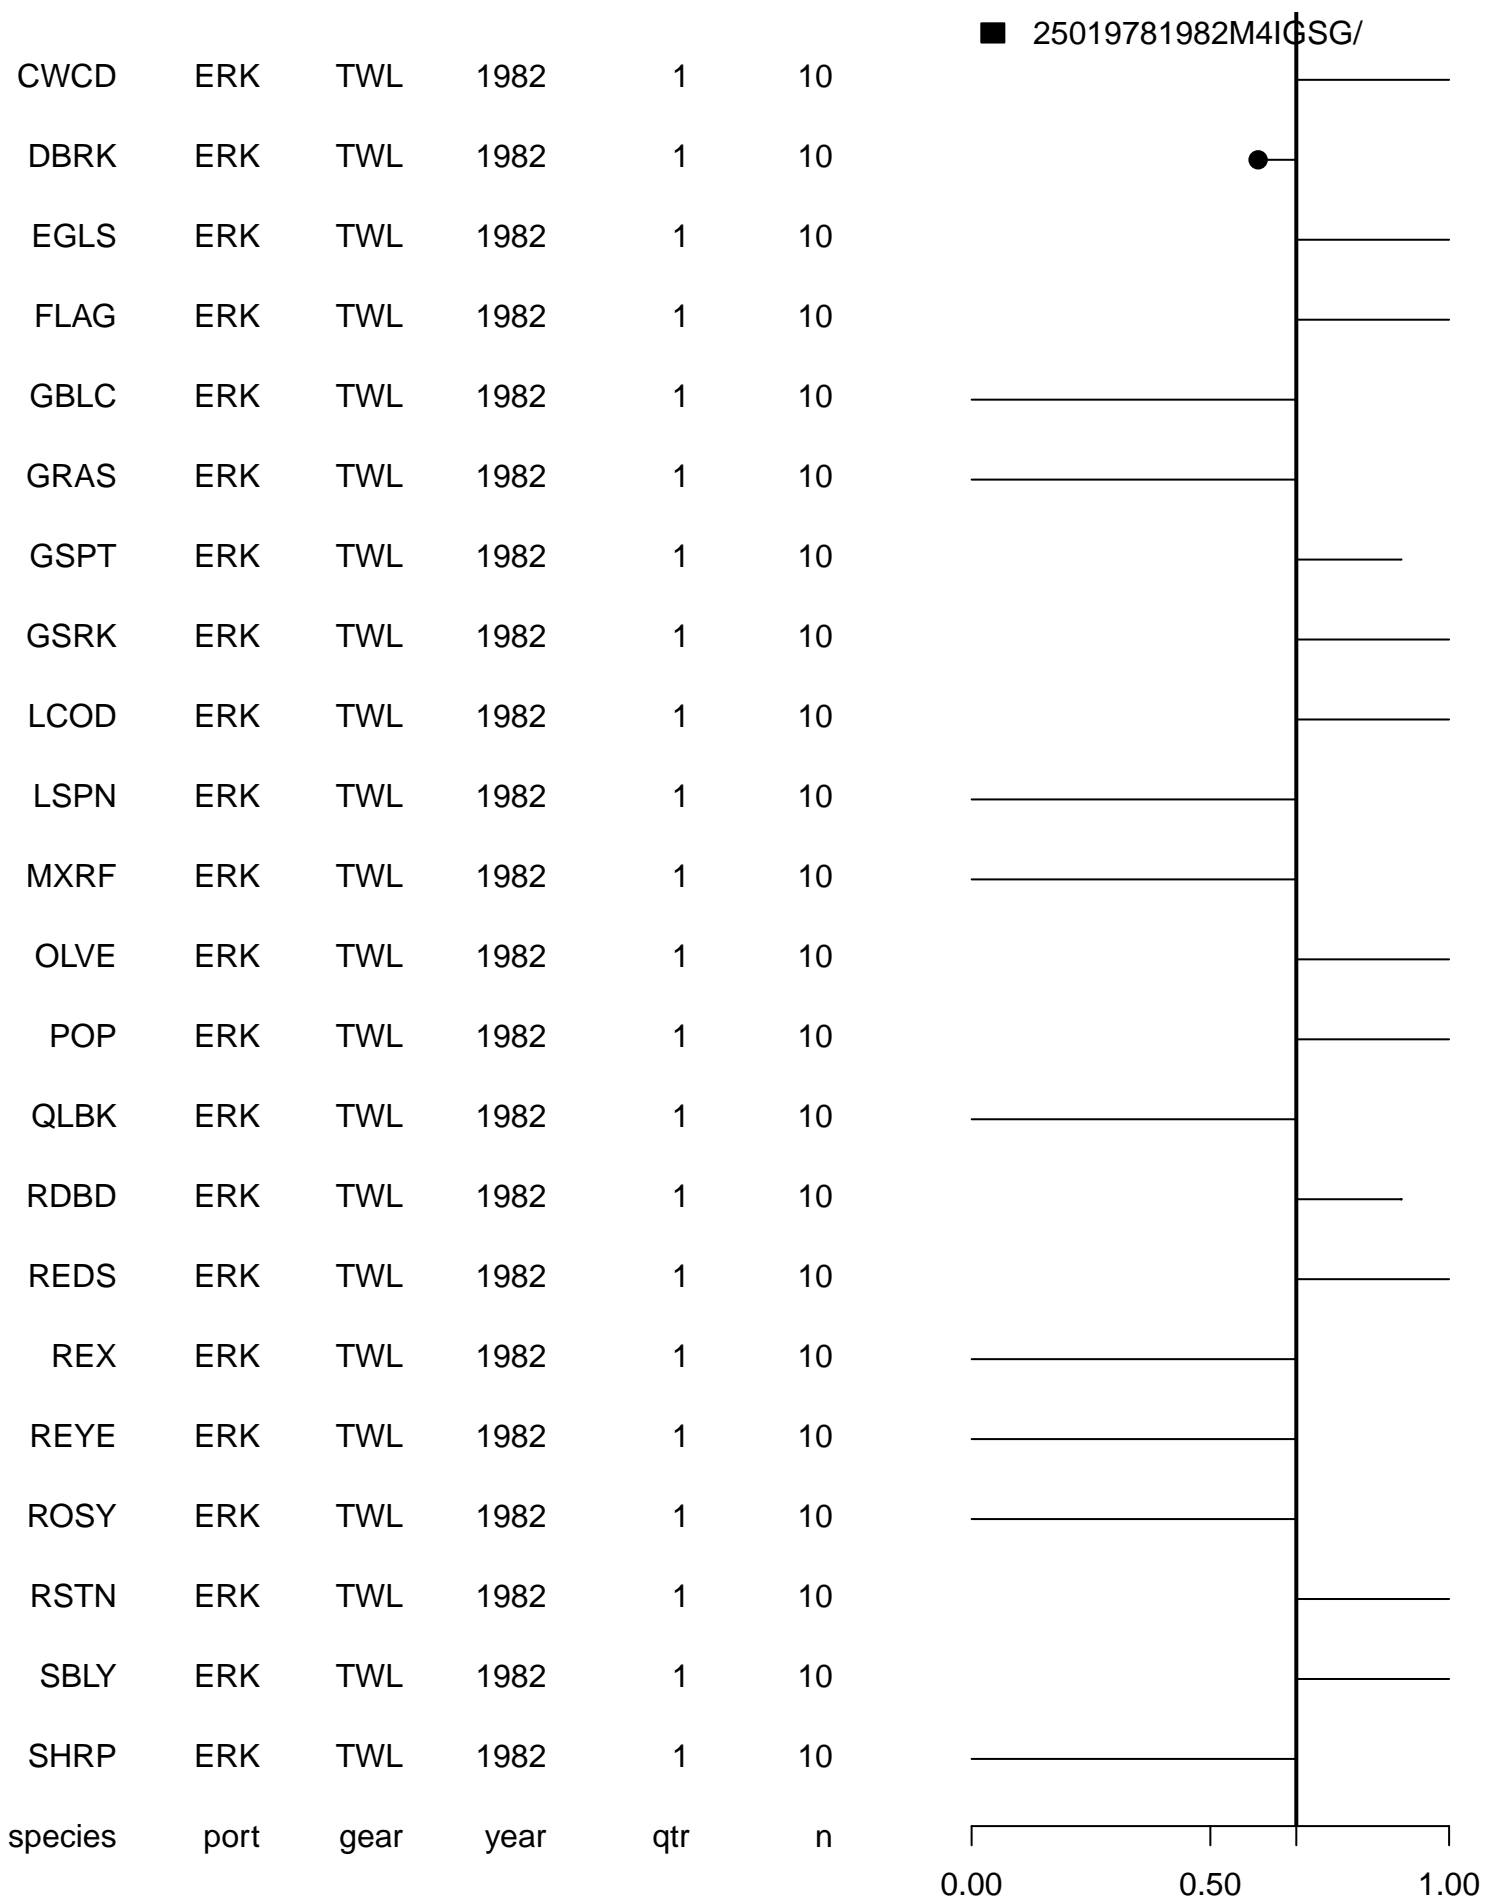 25019781982M4IGSG/
CWCD ERK TWL 1982 1 10
DBRK ERK TWL 1982 1 10
EGLS ERK TWL 1982 1 10
FLAG ERK TWL 1982 1 10
GBLC ERK TWL 1982 1 10
GRAS ERK TWL 1982 1 10
GSPT ERK TWL 1982 1 10
GSRK ERK TWL 1982 1 10
LCOD ERK TWL 1982 1 10
LSPN ERK TWL 1982 1 10
MXRF ERK TWL 1982 1 10
OLVE ERK TWL 1982 1 10
POP ERK TWL 1982 1 10
QLBK ERK TWL 1982 1 10
RDBD ERK TWL 1982 1 10
REDS ERK TWL 1982 1 10
REX ERK TWL 1982 1 10
REYE ERK TWL 1982 1 10
ROSY ERK TWL 1982 1 10
RSTN ERK TWL 1982 1 10
SBLY ERK TWL 1982 1 10
SHRP ERK TWL 1982 1 10
species port gear year qtr n
0.00 0.50 1.00